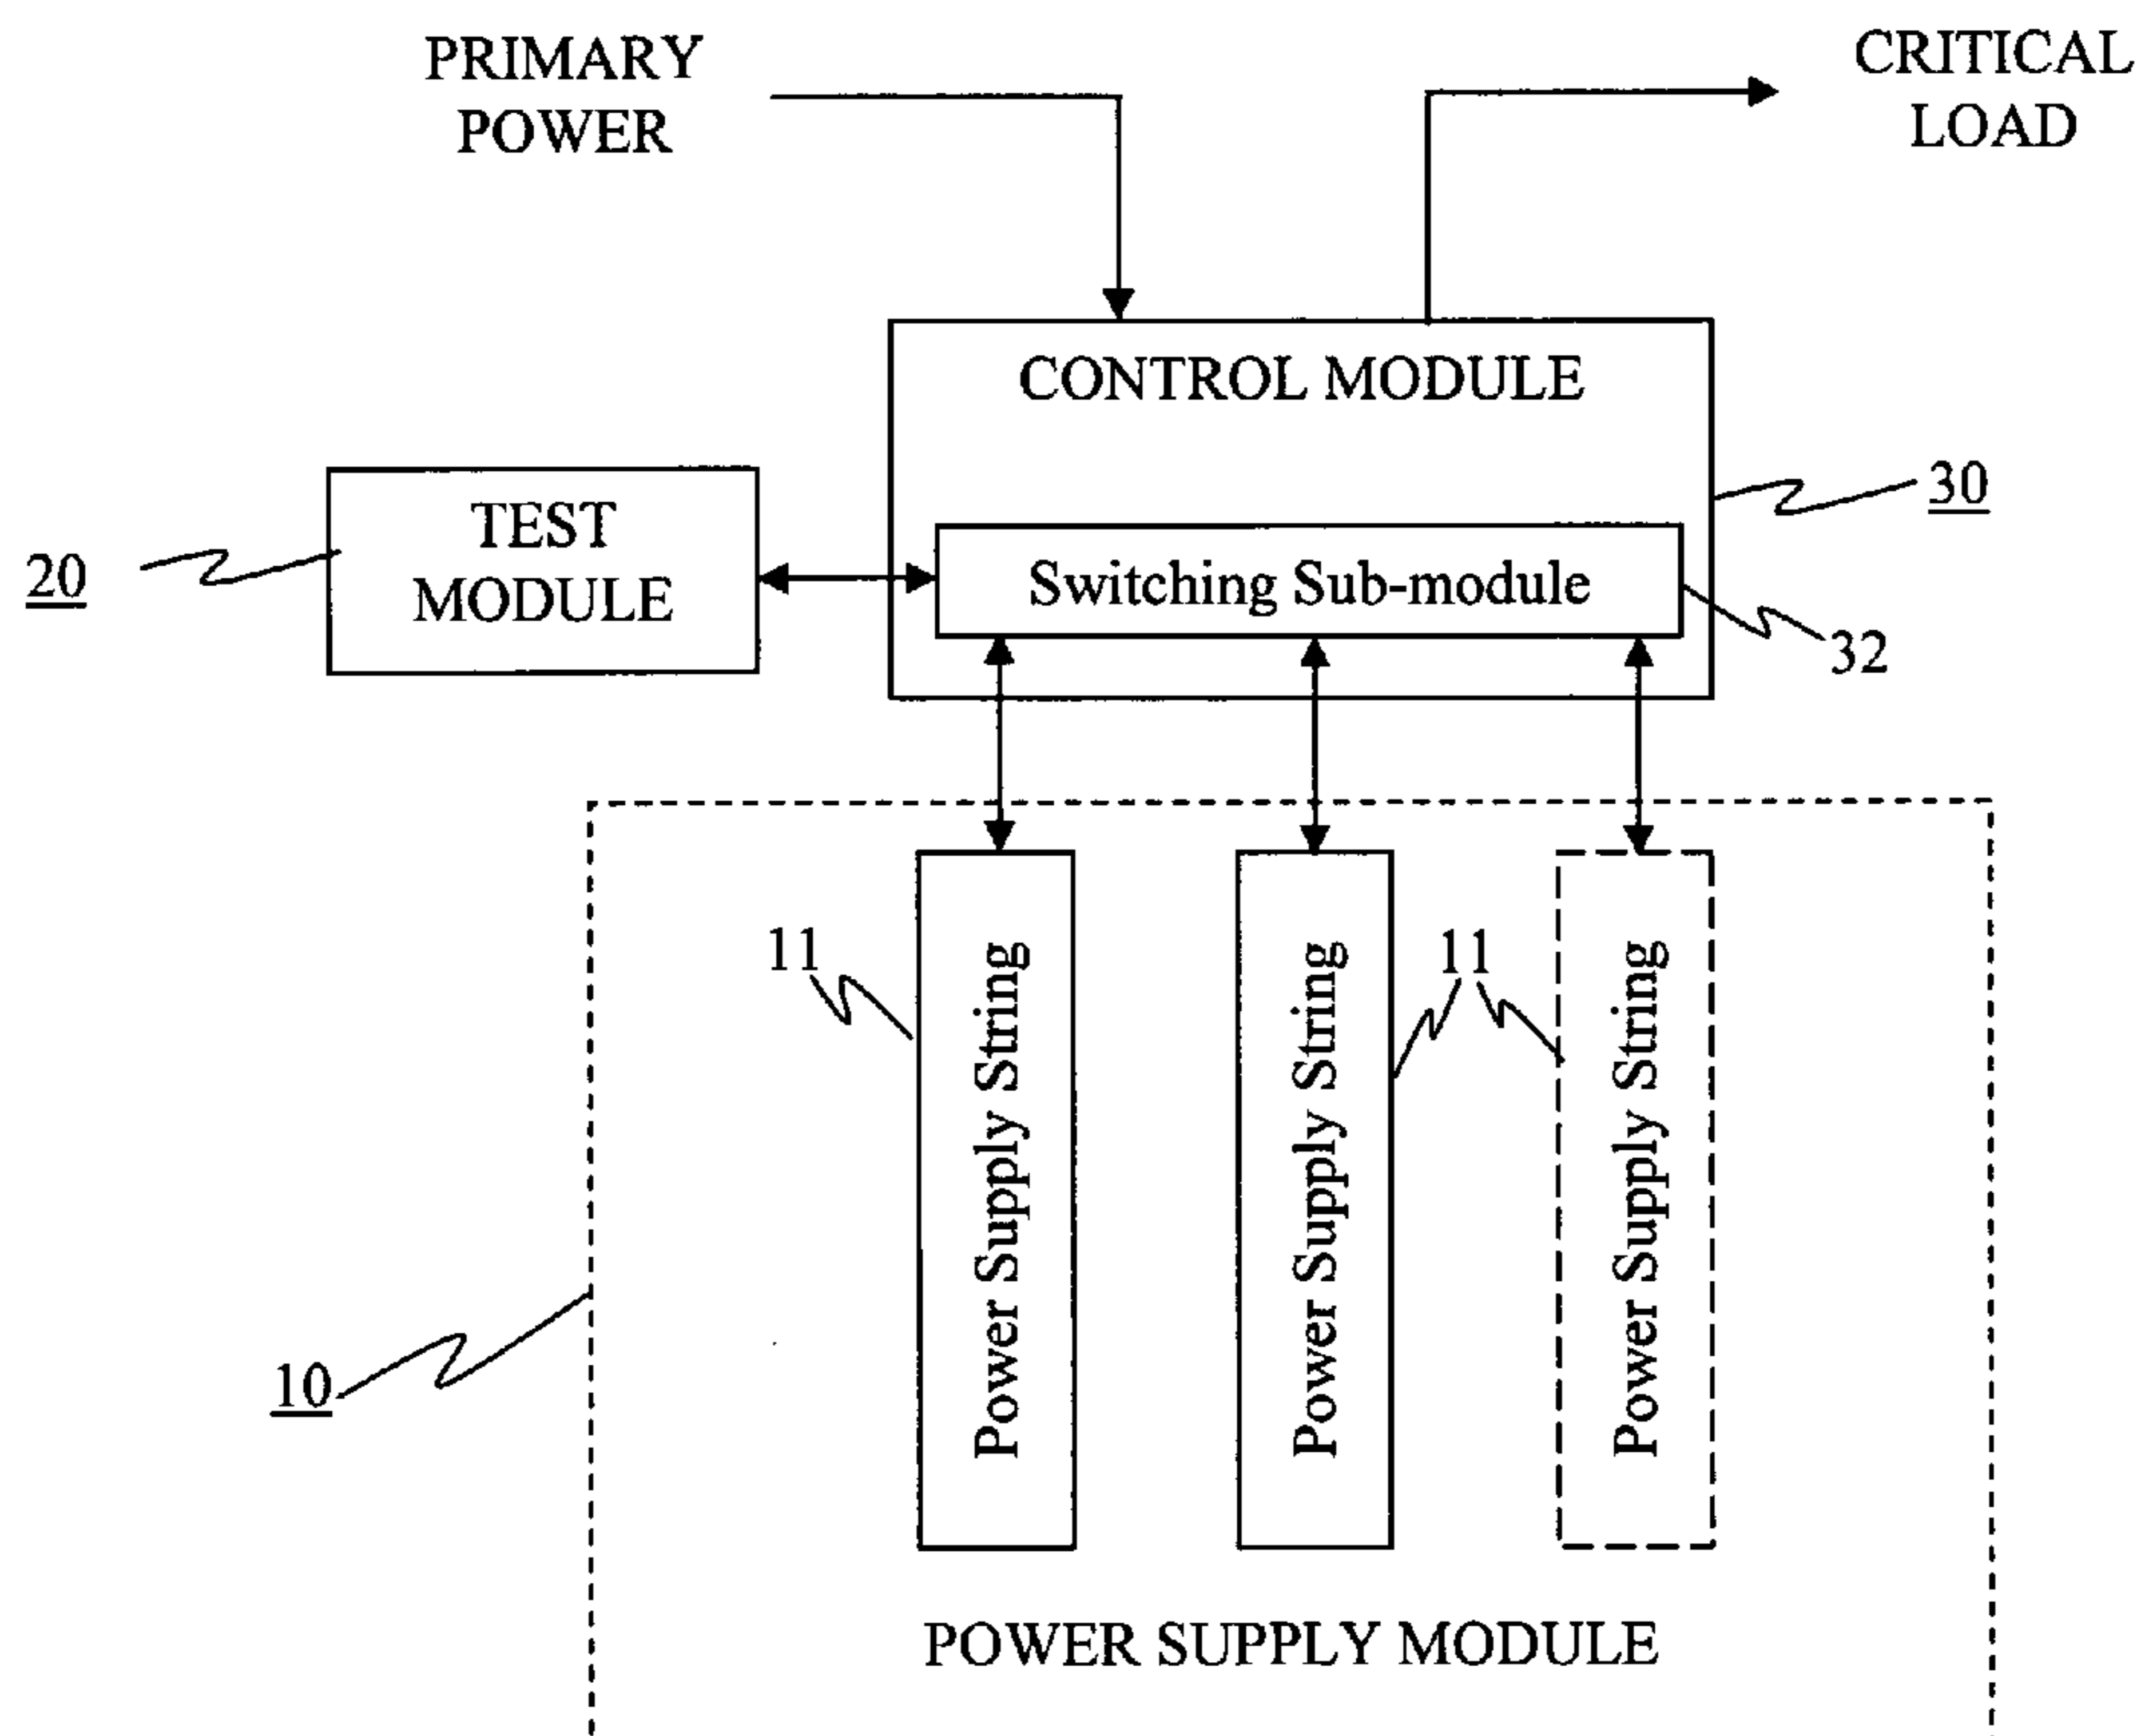 PRIMARY
POWER
CRITICAL
LOAD
CONTROL MODULE
30
TEST
MODULE
20
Switching Sub-module
32
11
11
Power Supply String
Power Supply String
Power Supply String
10
POWER SUPPLY MODULE